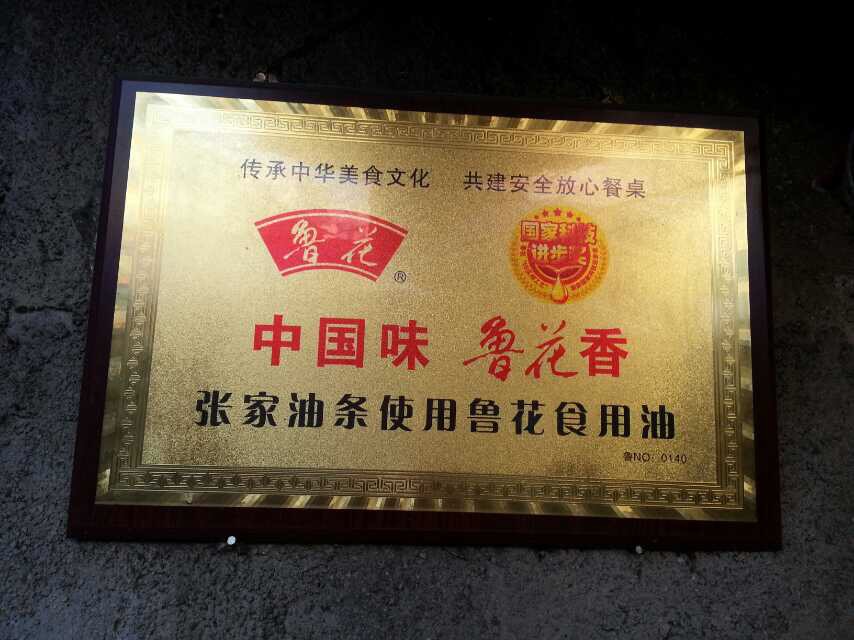 传承中华美食文化 共建安全放心餐桌
鲁花®
国家科技
进步奖
中国味 鲁花香
张家油条使用鲁花食用油
鲁NO：0140